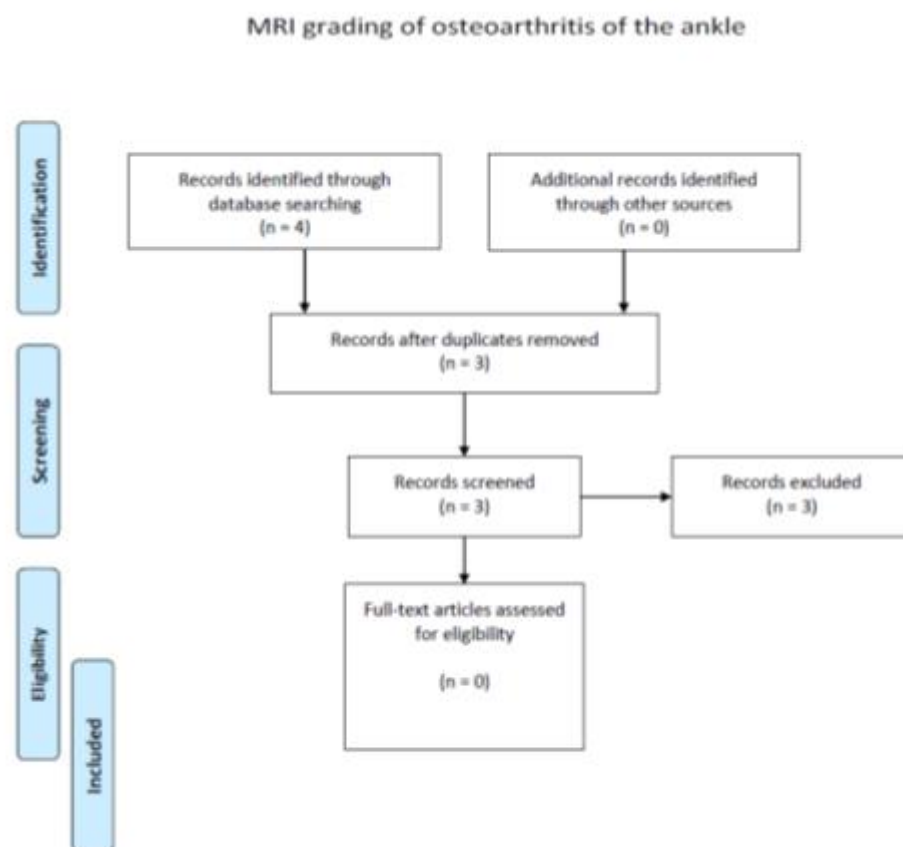 MRI grading of osteoarthritis of the ankle
Identification
Records identified through
database searching
(n = 4)
Additional records identified
through other sources
(n = 0)
Records after duplicates removed
(n = 3)
Screening
Records screened
(n = 3)
Records excluded
(n = 3)
Eligibility
Full-text articles assessed
for eligibility
(n = 0)
Included